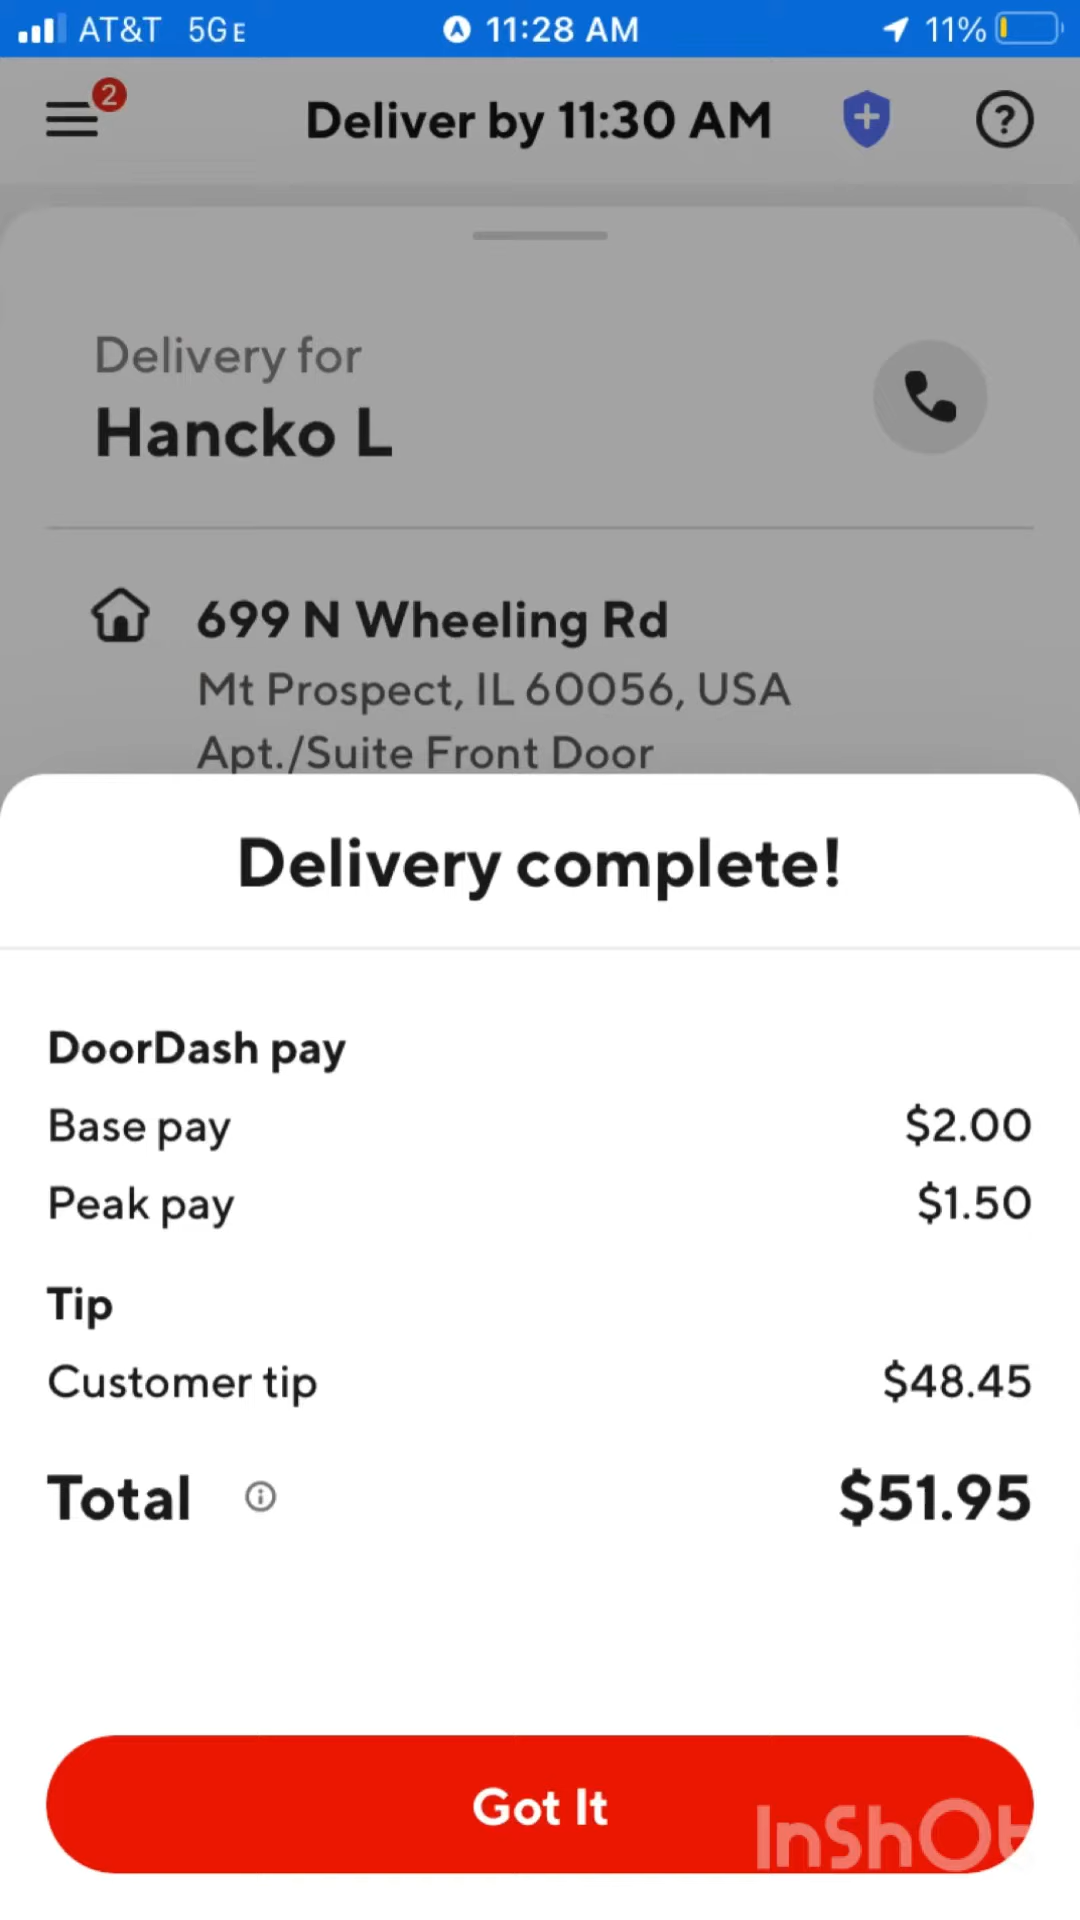 AT&T 5GE 11:28 AM 11%
2
Deliver by 11:30 AM
Delivery for
Hancko L
699 N Wheeling Rd
Mt Prospect, IL 60056, USA
Apt./Suite Front Door
Delivery complete!
DoorDash pay
Base pay $2.00
Peak pay $1.50
Tip
Customer tip $48.45
Total $51.95
Got It
InShOt